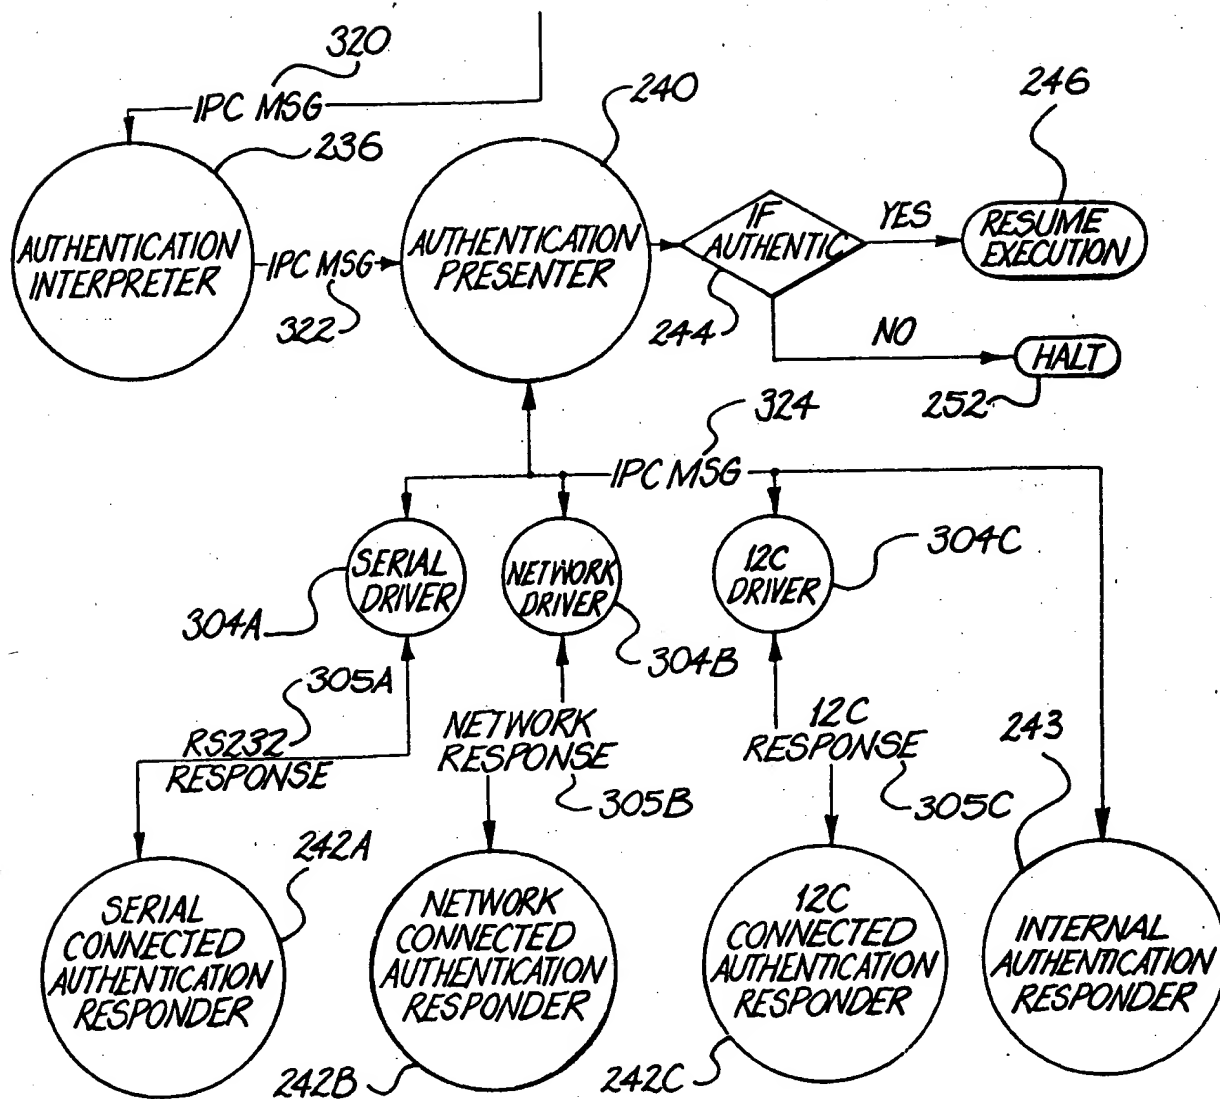 320
IPC MSG
236
240
246
AUTHENTICATION
INTERPRETER
IPC MSG
322
AUTHENTICATION
PRESENTER
IF
AUTHENTIC
244
YES
RESUME
EXECUTION
NO
HALT
252
324
IPC MSG
SERIAL
DRIVER
304A
NETWORK
DRIVER
304B
12C
DRIVER
304C
305A
RS232
RESPONSE
NETWORK
RESPONSE
305B
12C
RESPONSE
305C
243
242A
SERIAL
CONNECTED
AUTHENTICATION
RESPONDER
NETWORK
CONNECTED
AUTHENTICATION
RESPONDER
242B
12C
CONNECTED
AUTHENTICATION
RESPONDER
242C
INTERNAL
AUTHENTICATION
RESPONDER